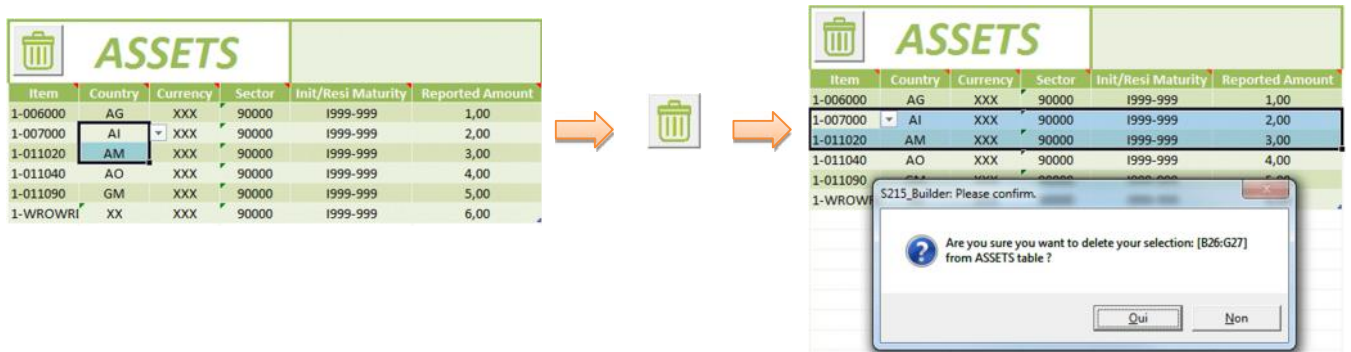 ASSETS
Item Country Currency Sector Init/Resi Maturity Reported Amount
1-006000 AG XXX 90000 I999-999 1,00
1-007000 AI XXX 90000 I999-999 2,00
1-011020 AM XXX 90000 I999-999 3,00
1-011040 AO XXX 90000 I999-999 4,00
1-011090 GM XXX 90000 I999-999 5,00
1-WROWRI XX XXX 90000 I999-999 6,00
ASSETS
Item Country Currency Sector Init/Resi Maturity Reported Amount
1-006000 AG XXX 90000 I999-999 1,00
1-007000 AI XXX 90000 I999-999 2,00
1-011020 AM XXX 90000 I999-999 3,00
1-011040 AO XXX 90000 I999-999 4,00
1-011090
1-WROWR
S215_Builder: Please confirm.
Are you sure you want to delete your selection: [B26:G27]
from ASSETS table ?
Oui Non